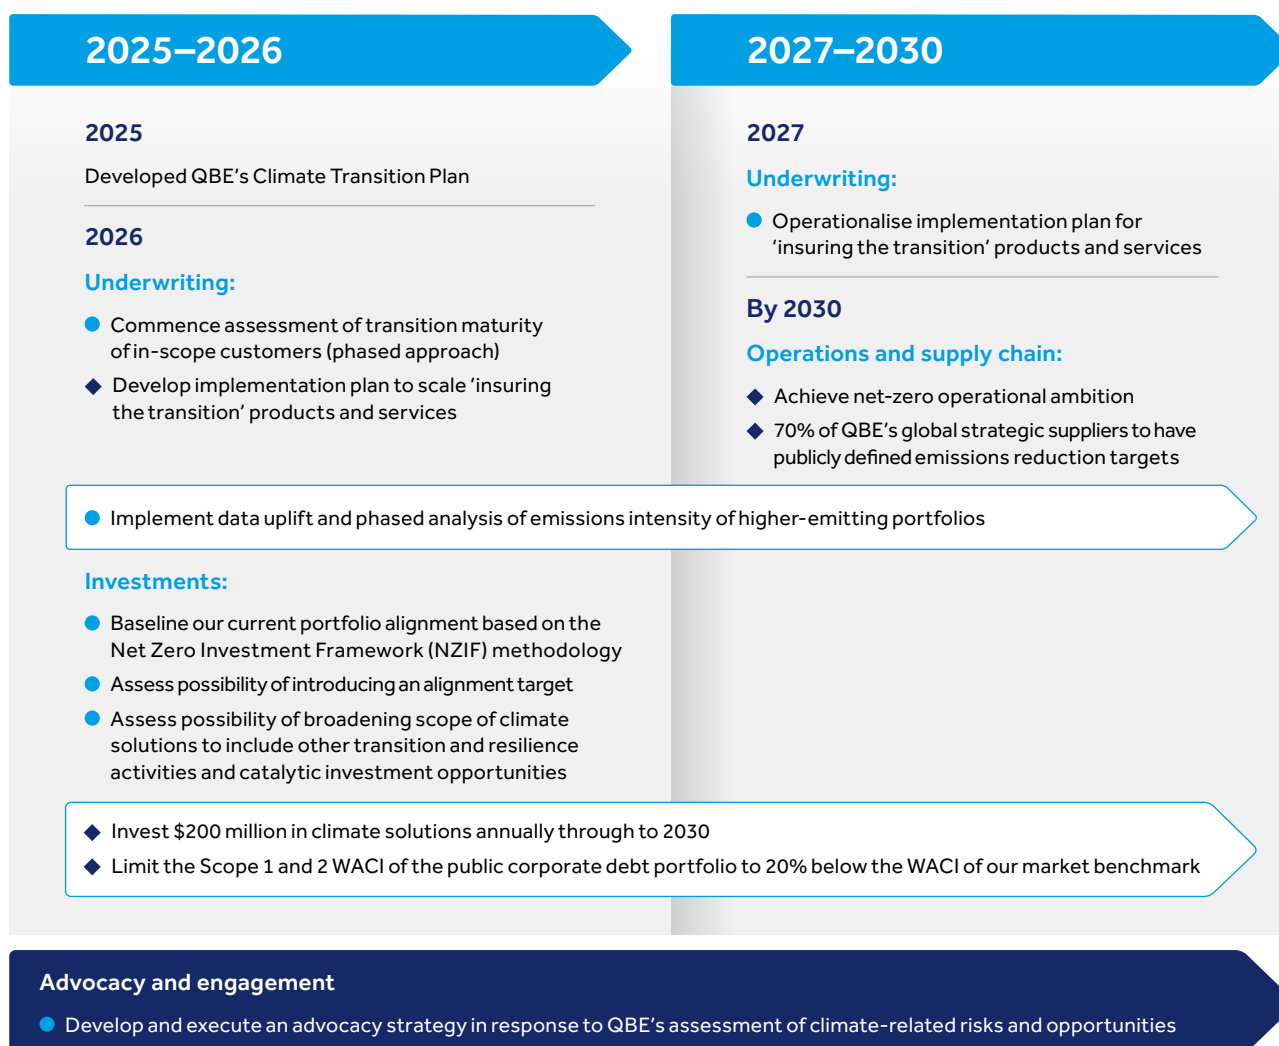 2025–2026
2025
Developed QBE’s Climate Transition Plan
2026
Underwriting:
Commence assessment of transition maturity
of in-scope customers (phased approach)
Develop implementation plan to scale ‘insuring
the transition’ products and services
2027–2030
2027
Underwriting:
Operationalise implementation plan for
‘insuring the transition’ products and services
By 2030
Operations and supply chain:
Achieve net-zero operational ambition
70% of QBE’s global strategic suppliers to have
publicly defined emissions reduction targets
Implement data uplift and phased analysis of emissions intensity of higher-emitting portfolios
Investments:
Baseline our current portfolio alignment based on the
Net Zero Investment Framework (NZIF) methodology
Assess possibility of introducing an alignment target
Assess possibility of broadening scope of climate
solutions to include other transition and resilience
activities and catalytic investment opportunities
Invest $200 million in climate solutions annually through to 2030
Limit the Scope 1 and 2 WACI of the public corporate debt portfolio to 20% below the WACI of our market benchmark
Advocacy and engagement
Develop and execute an advocacy strategy in response to QBE’s assessment of climate-related risks and opportunities